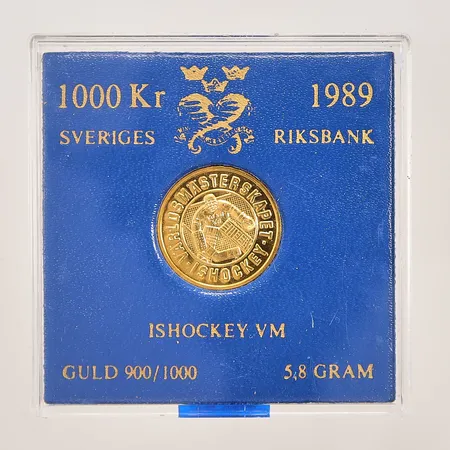 1000 Kr 1989
SVERIGES RIKSBANK
VÄRLDSMÄSTERSKAPET
ISHOCKEY
ISHOCKEY VM
GULD 900/1000 5,8 GRAM